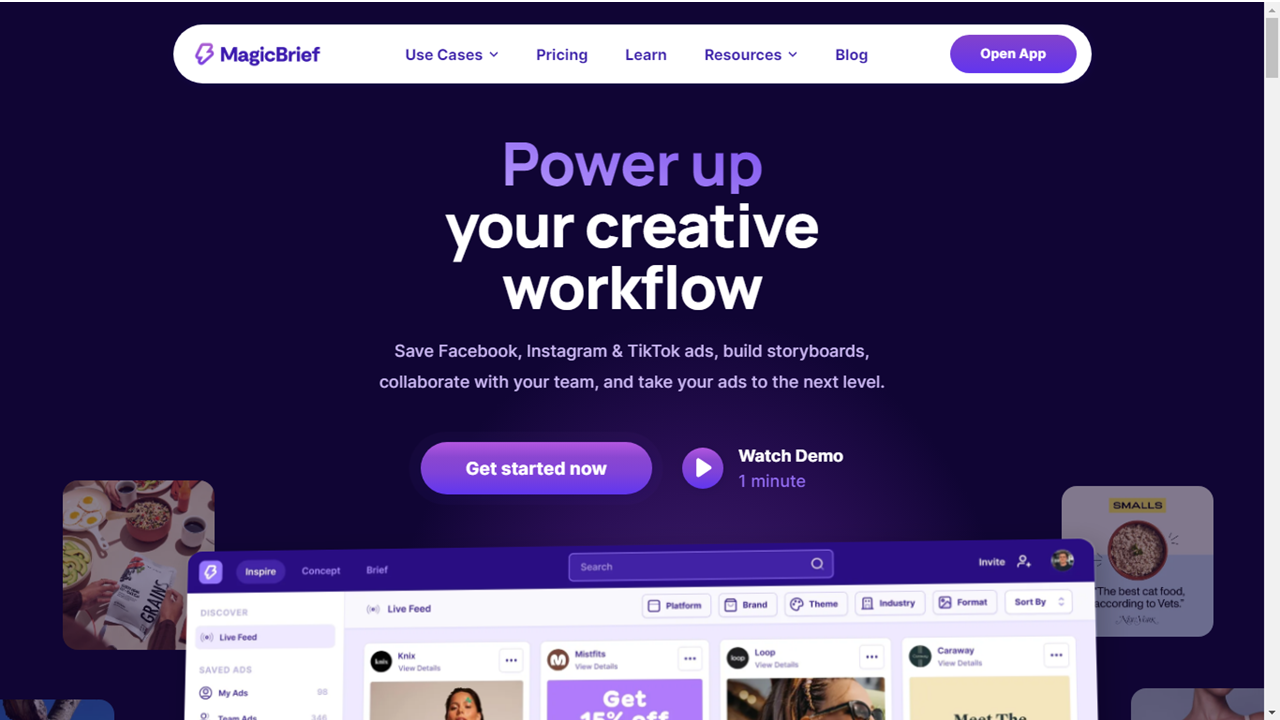 MagicBrief
Use Cases
Pricing
Learn
Resources
Blog
Open App
Power up
your creative
workflow
Save Facebook, Instagram & TikTok ads, build storyboards,
collaborate with your team, and take your ads to the next level.
Get started now
Watch Demo
1 minute
SMALLS
"The best cat food,
according to Vets."
GRAINS
Inspire
Concept
Brief
Search
Invite
DISCOVER
Live Feed
Live Feed
Platform
Brand
Theme
Industry
Format
Sort By
SAVED ADS
My Ads
98
Team Ads
346
knix
Knix
View Details
Mistfits
View Details
loop
Loop
View Details
Caraway
View Details
Get
15% off
Meet The